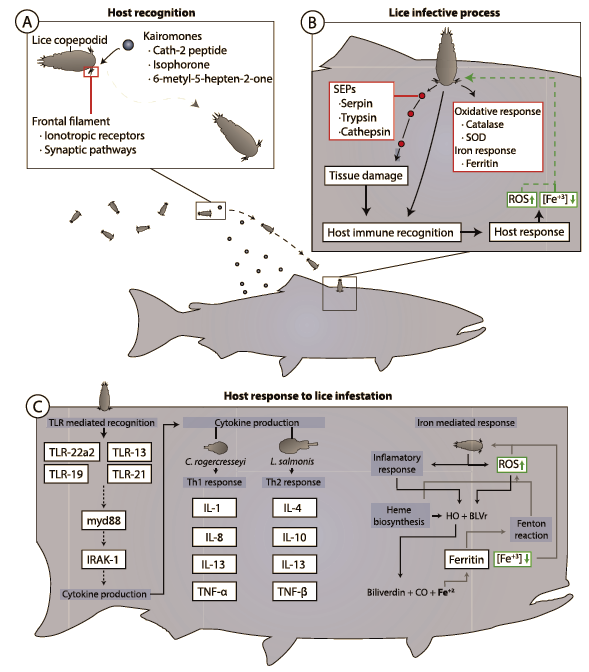 A
Host recognition
Lice copepodid
Kairomones
· Cath-2 peptide
· Isophorone
· 6-metyl-5-hepten-2-one
Frontal filament
· Ionotropic receptors
· Synaptic pathways
B
Lice infective process
SEPs
·Serpin
·Trypsin
·Cathepsin
Oxidative response
· Catalase
· SOD
Iron response
· Ferritin
Tissue damage
ROS↑
[Fe+3]↓
Host immune recognition
Host response
C
Host response to lice infestation
TLR mediated recognition
TLR-22a2
TLR-13
TLR-19
TLR-21
myd88
IRAK-1
Cytokine production
Cytokine production
C. rogercresseyi
L. salmonis
Th1 response
Th2 response
IL-1
IL-4
IL-8
IL-10
IL-13
IL-13
TNF-α
TNF-β
Iron mediated response
Inflamatory
response
ROS↑
Heme
biosynthesis
HO + BLVr
Fenton
reaction
Ferritin
[Fe+3]↓
Biliverdin + CO + Fe+2